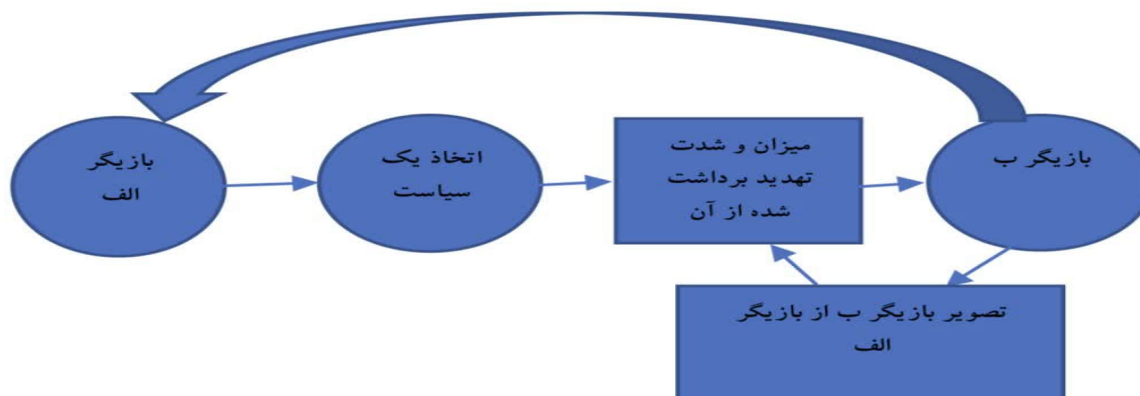 بازیگر
الف
اتخاذ یک
سیاست
میزان و شدت
تهدید برداشت
شده از آن
بازیگر ب
تصویر بازیگر ب از بازیگر
الف